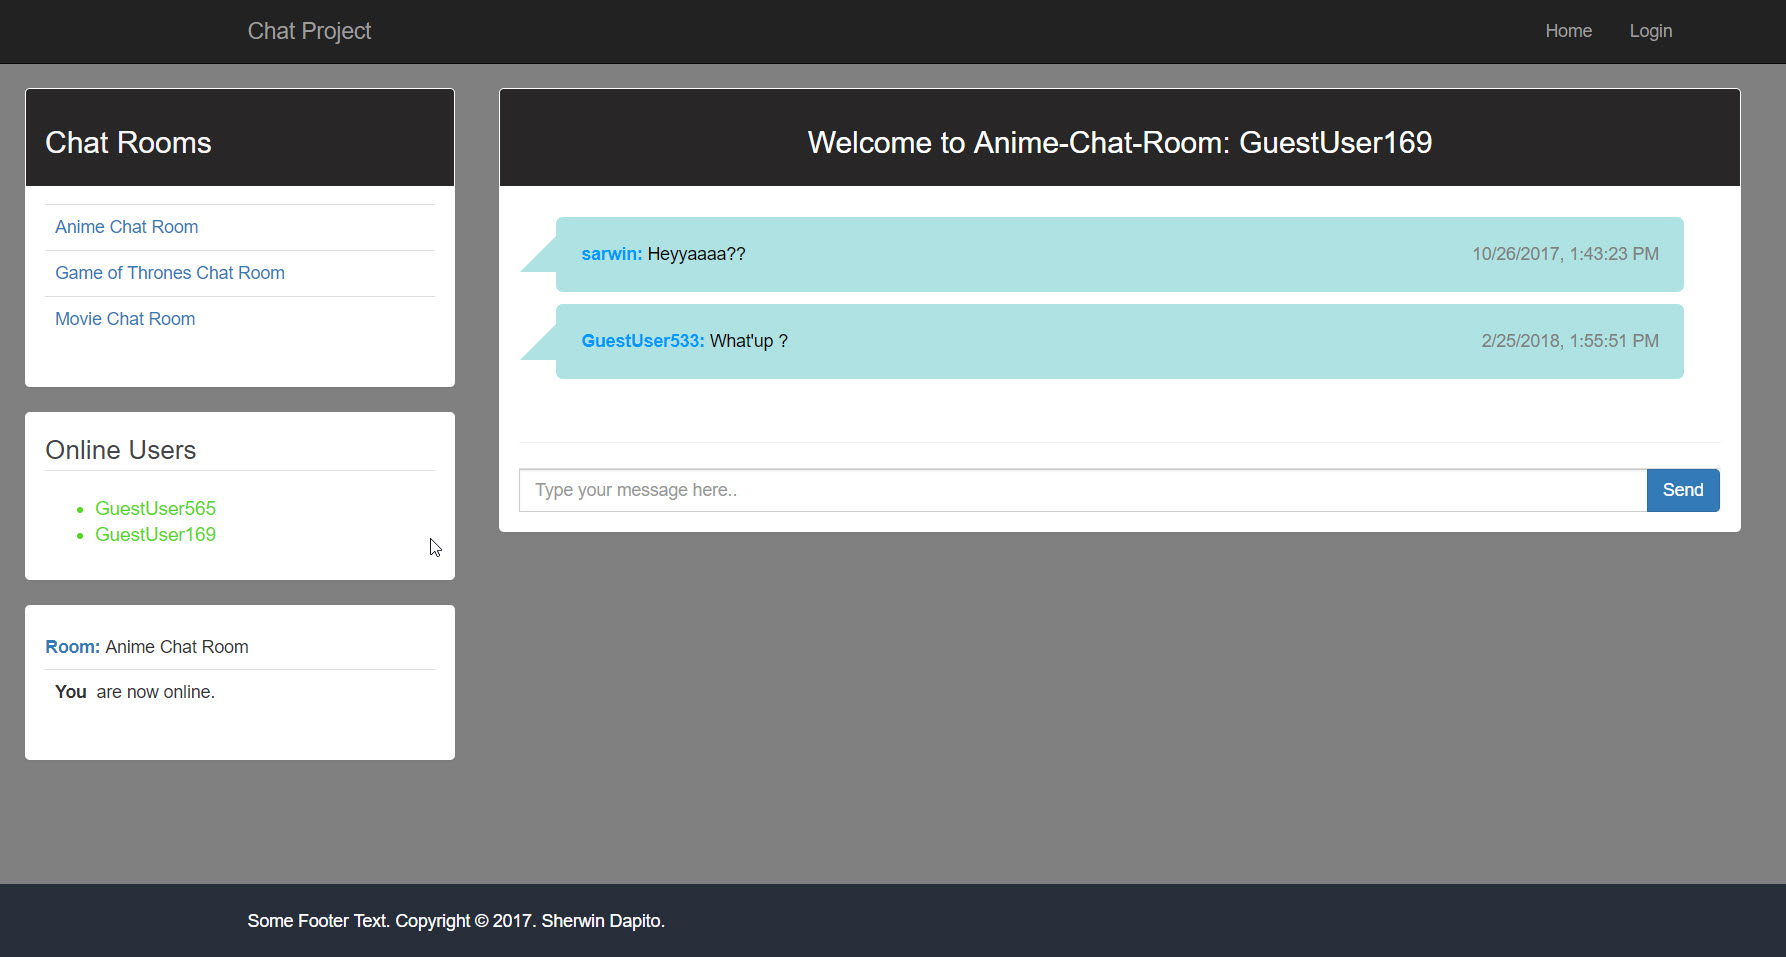 Chat Project
Home
Login
Chat Rooms
Anime Chat Room
Game of Thrones Chat Room
Movie Chat Room
Online Users
GuestUser565
GuestUser169
Room: Anime Chat Room
You are now online.
Welcome to Anime-Chat-Room: GuestUser169
sarwin: Heyyaaaa?? 10/26/2017, 1:43:23 PM
GuestUser533: What'up ? 2/25/2018, 1:55:51 PM
Type your message here..
Send
Some Footer Text. Copyright © 2017. Sherwin Dapito.